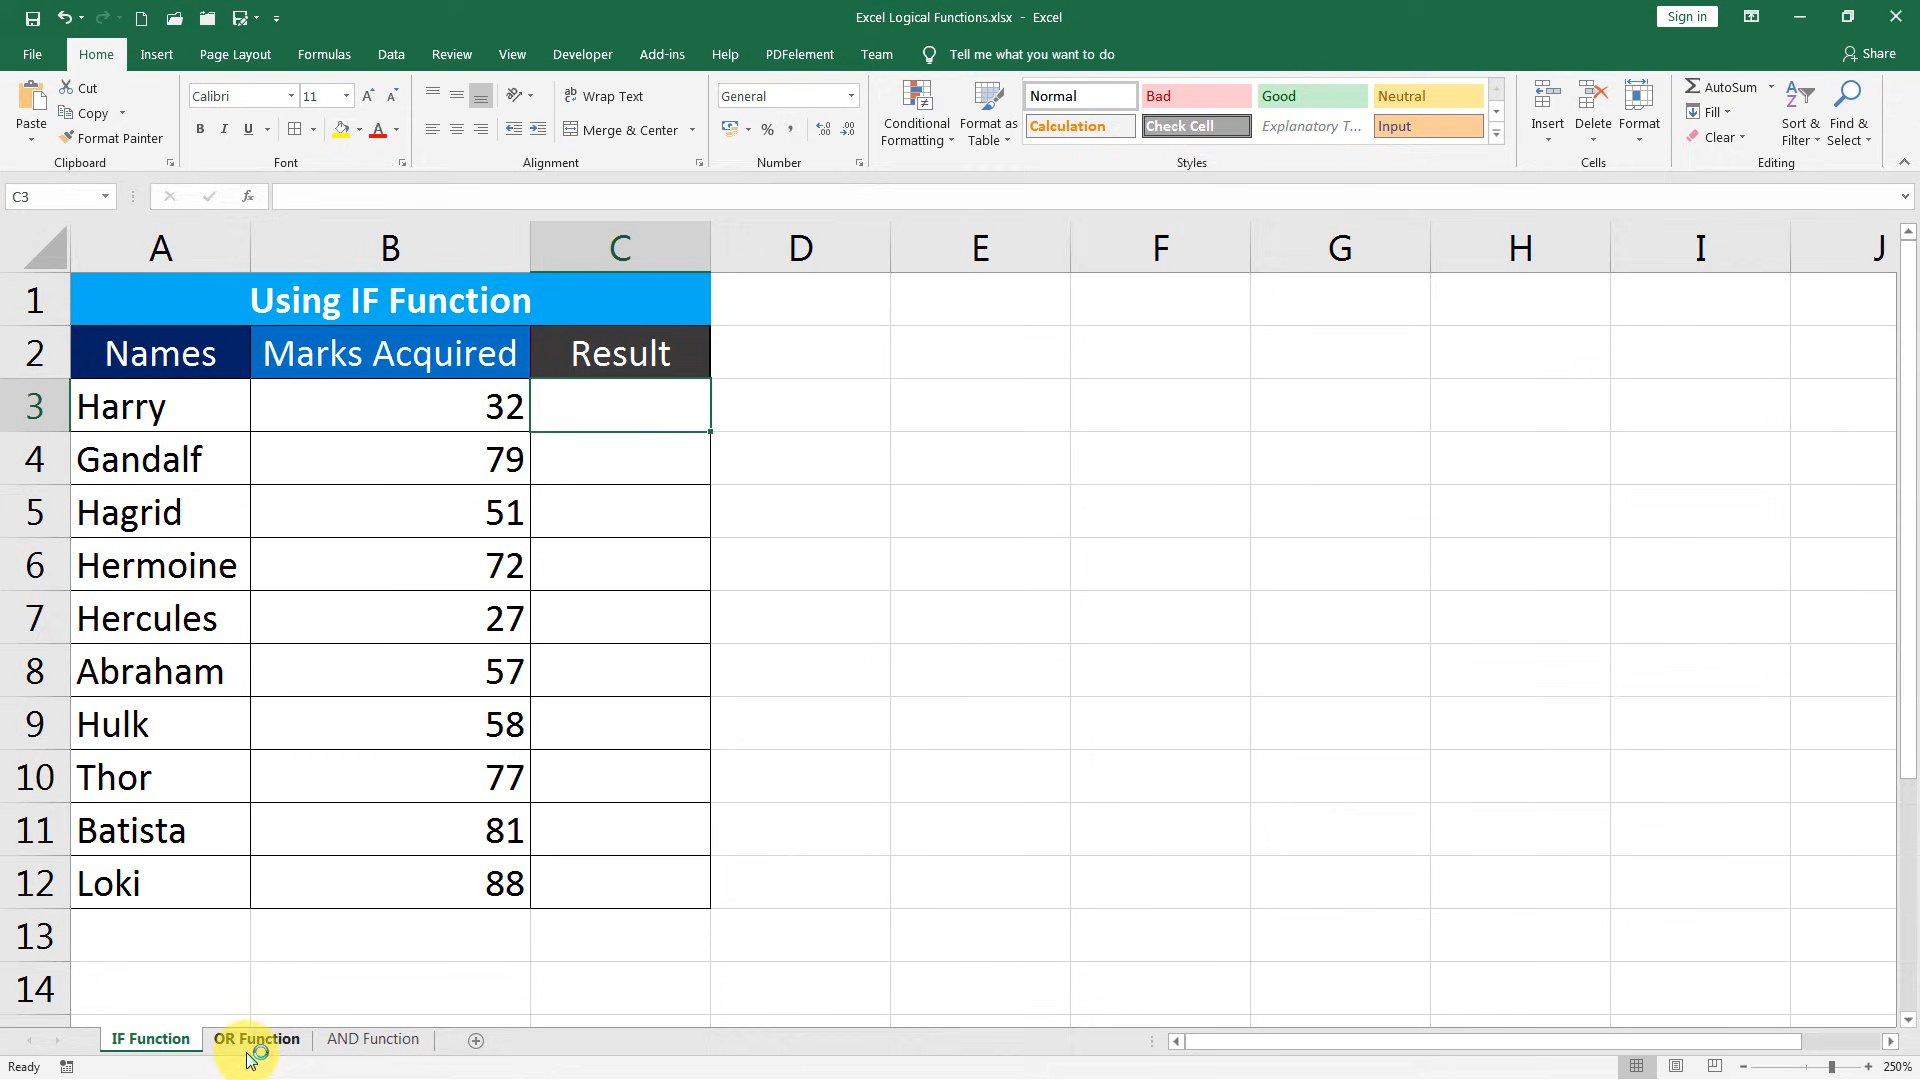 Excel Logical Functions.xlsx - Excel
Sign in
File Home Insert Page Layout Formulas Data Review View Developer Add-ins Help PDFelement Team Tell me what you want to do Share
Paste
Cut
Copy
Format Painter
Clipboard
Calibri 11
B I U A
Font
Wrap Text
Merge & Center
Alignment
General
% ,
Number
Conditional Formatting
Format as Table
Normal Bad Good Neutral
Calculation Check Cell Explanatory T... Input
Styles
Insert Delete Format
Cells
AutoSum
Fill
Clear
Sort & Filter
Find & Select
Editing
C3 fx
A B C D E F G H I J
1 Using IF Function
2 Names Marks Acquired Result
3 Harry 32
4 Gandalf 79
5 Hagrid 51
6 Hermoine 72
7 Hercules 27
8 Abraham 57
9 Hulk 58
10 Thor 77
11 Batista 81
12 Loki 88
13
14
IF Function OR Function AND Function
Ready 250%